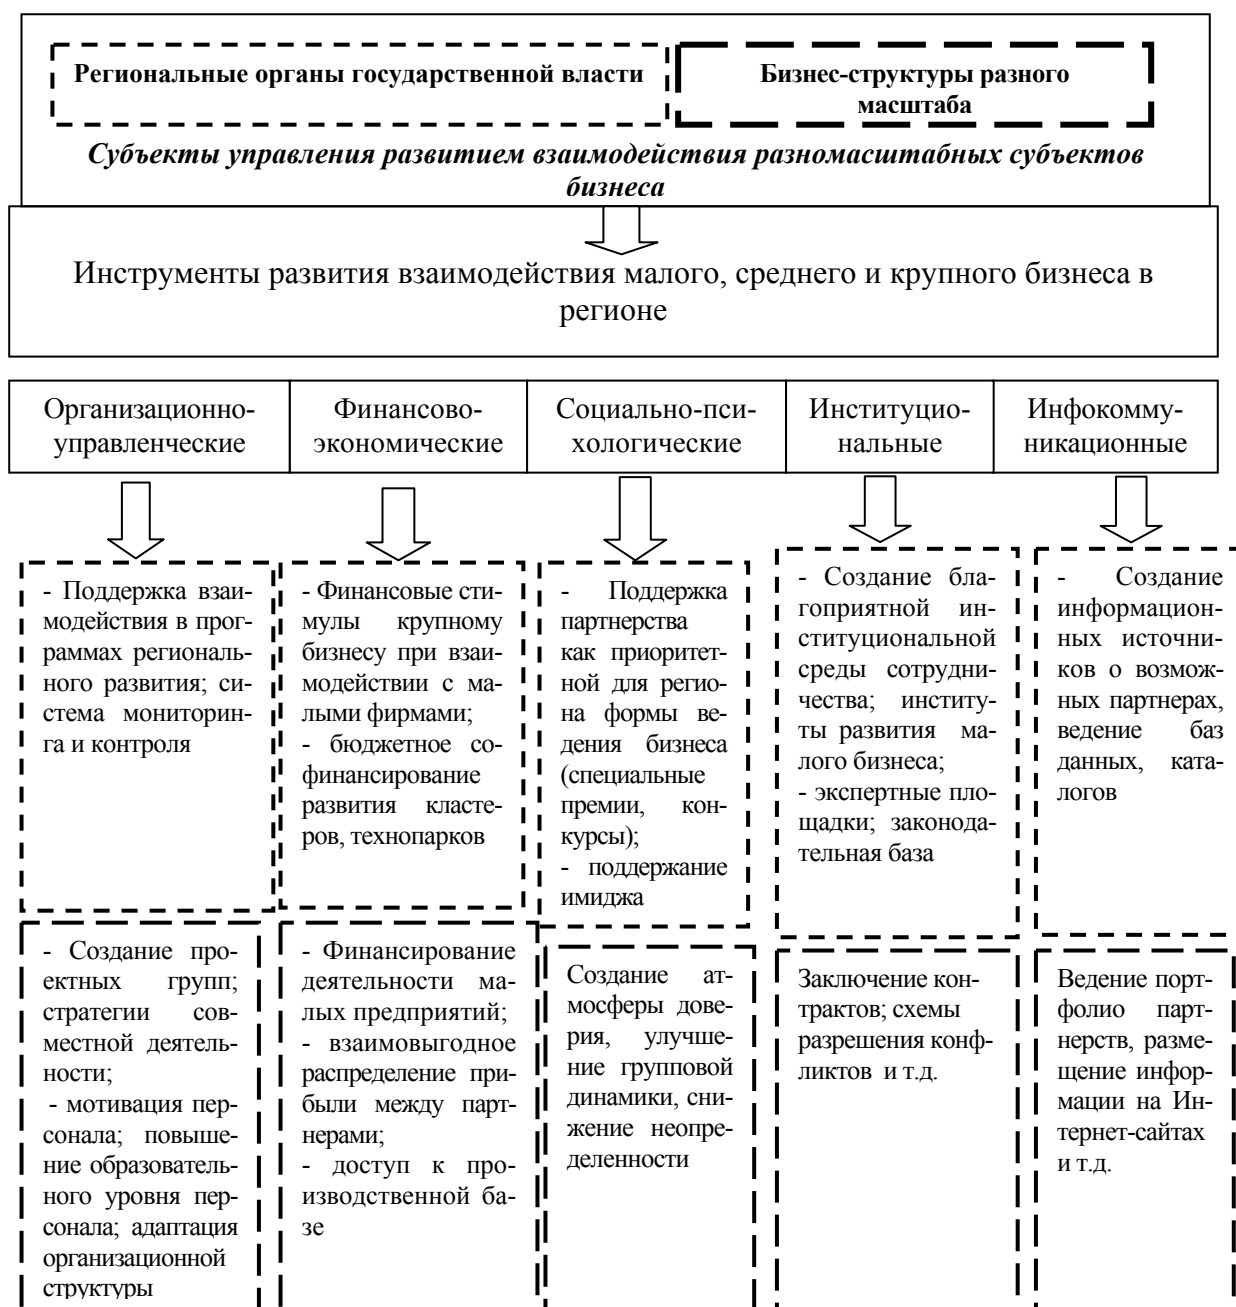 Региональные органы государственной власти
Бизнес-структуры разного
масштаба
Субъекты управления развитием взаимодействия разномасштабных субъектов
бизнеса
Инструменты развития взаимодействия малого, среднего и крупного бизнеса в
регионе
Организационно-
управленческие
Финансово-
экономические
Социально-пси-
хологические
Институцио-
нальные
Инфокомму-
никационные
- Поддержка взаи-
модействия в прог-
раммах региональ-
ного развития; си-
стема мониторин-
га и контроля
- Финансовые сти-
мулы крупному
бизнесу при взаи-
модействии с ма-
лыми фирмами;
- бюджетное со-
финансирование
развития класте-
ров, технопарков
- Поддержка
партнерства
как приоритет-
ной для регио-
на формы ве-
дения бизнеса
(специальные
премии, кон-
курсы);
- поддержание
имиджа
- Создание бла-
гоприятной ин-
ституциональной
среды сотрудни-
чества; институ-
ты развития ма-
лого бизнеса;
- экспертные пло-
щадки; законода-
тельная база
- Создание
информацион-
ных источни-
ков о возмож-
ных партнерах,
ведение баз
данных, ката-
логов
- Создание про-
ектных групп;
стратегии сов-
местной деятель-
ности;
- мотивация пер-
сонала; повыше-
ние образователь-
ного уровня пер-
сонала; адаптация
организационной
структуры
- Финансирование
деятельности ма-
лых предприятий;
- взаимовыгодное
распределение при-
были между парт-
нерами;
- доступ к про-
изводственной ба-
зе
Создание ат-
мосферы дове-
рия, улучше-
ние групповой
динамики, сни-
жение неопре-
деленности
Заключение кон-
трактов; схемы
разрешения конф-
ликтов и т.д.
Ведение порт-
фолио парт-
нерств, разме-
щение инфор-
мации на Ин-
тернет-сайтах
и т.д.